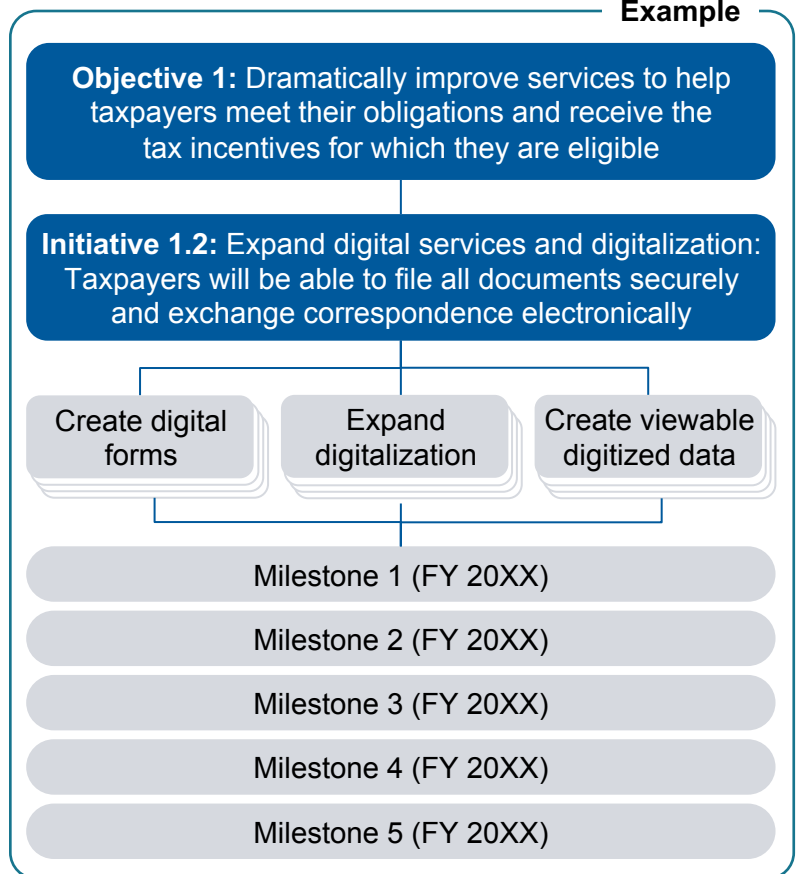 Example
Objective 1: Dramatically improve services to help
taxpayers meet their obligations and receive the
tax incentives for which they are eligible
Initiative 1.2: Expand digital services and digitalization:
Taxpayers will be able to file all documents securely
and exchange correspondence electronically
Create digital
forms
Expand
digitalization
Create viewable
digitized data
Milestone 1 (FY 20XX)
Milestone 2 (FY 20XX)
Milestone 3 (FY 20XX)
Milestone 4 (FY 20XX)
Milestone 5 (FY 20XX)